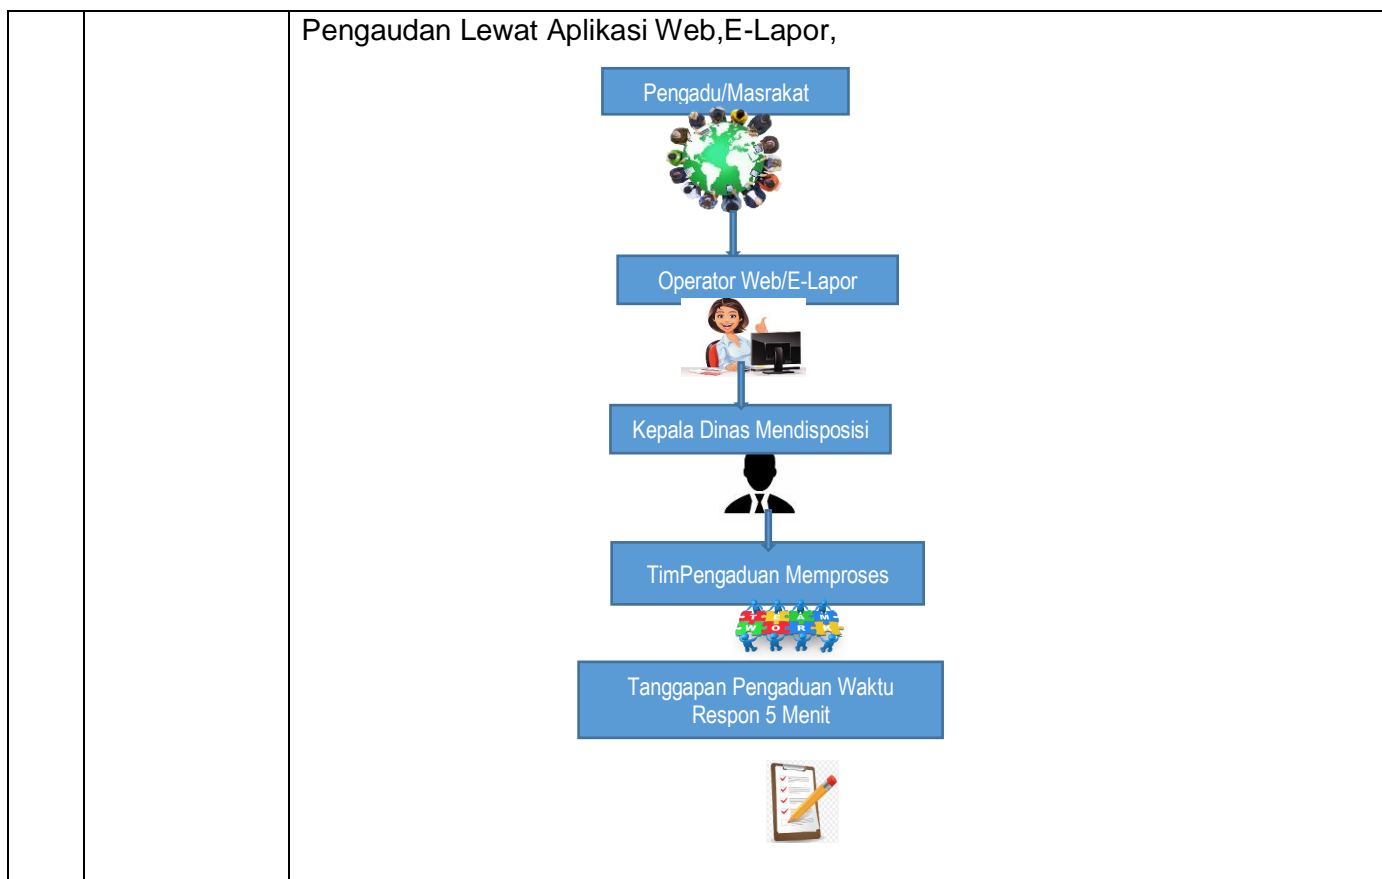 Pengaudan Lewat Aplikasi Web,E-Lapor,
Pengadu/Masrakat
Operator Web/E-Lapor
Kepala Dinas Mendisposisi
TimPengaduan Memproses
T E A M
W O R K
Tanggapan Pengaduan Waktu
Respon 5 Menit